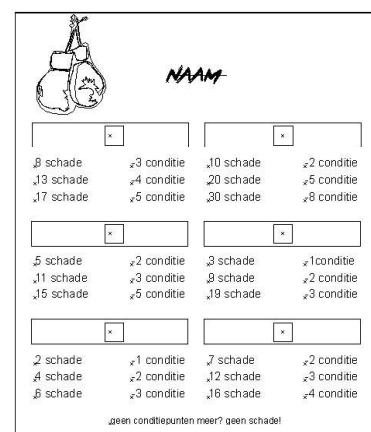 NAAM
x x
8 schade -3 conditie 10 schade -2 conditie
13 schade -4 conditie 20 schade -5 conditie
17 schade -5 conditie 30 schade -8 conditie
x x
5 schade -2 conditie 3 schade -1conditie
11 schade -3 conditie 9 schade -2 conditie
15 schade -5 conditie 19 schade -3 conditie
x x
2 schade -1 conditie 7 schade -2 conditie
4 schade -2 conditie 12 schade -3 conditie
6 schade -3 conditie 16 schade -4 conditie
geen conditiepunten meer? geen schade!